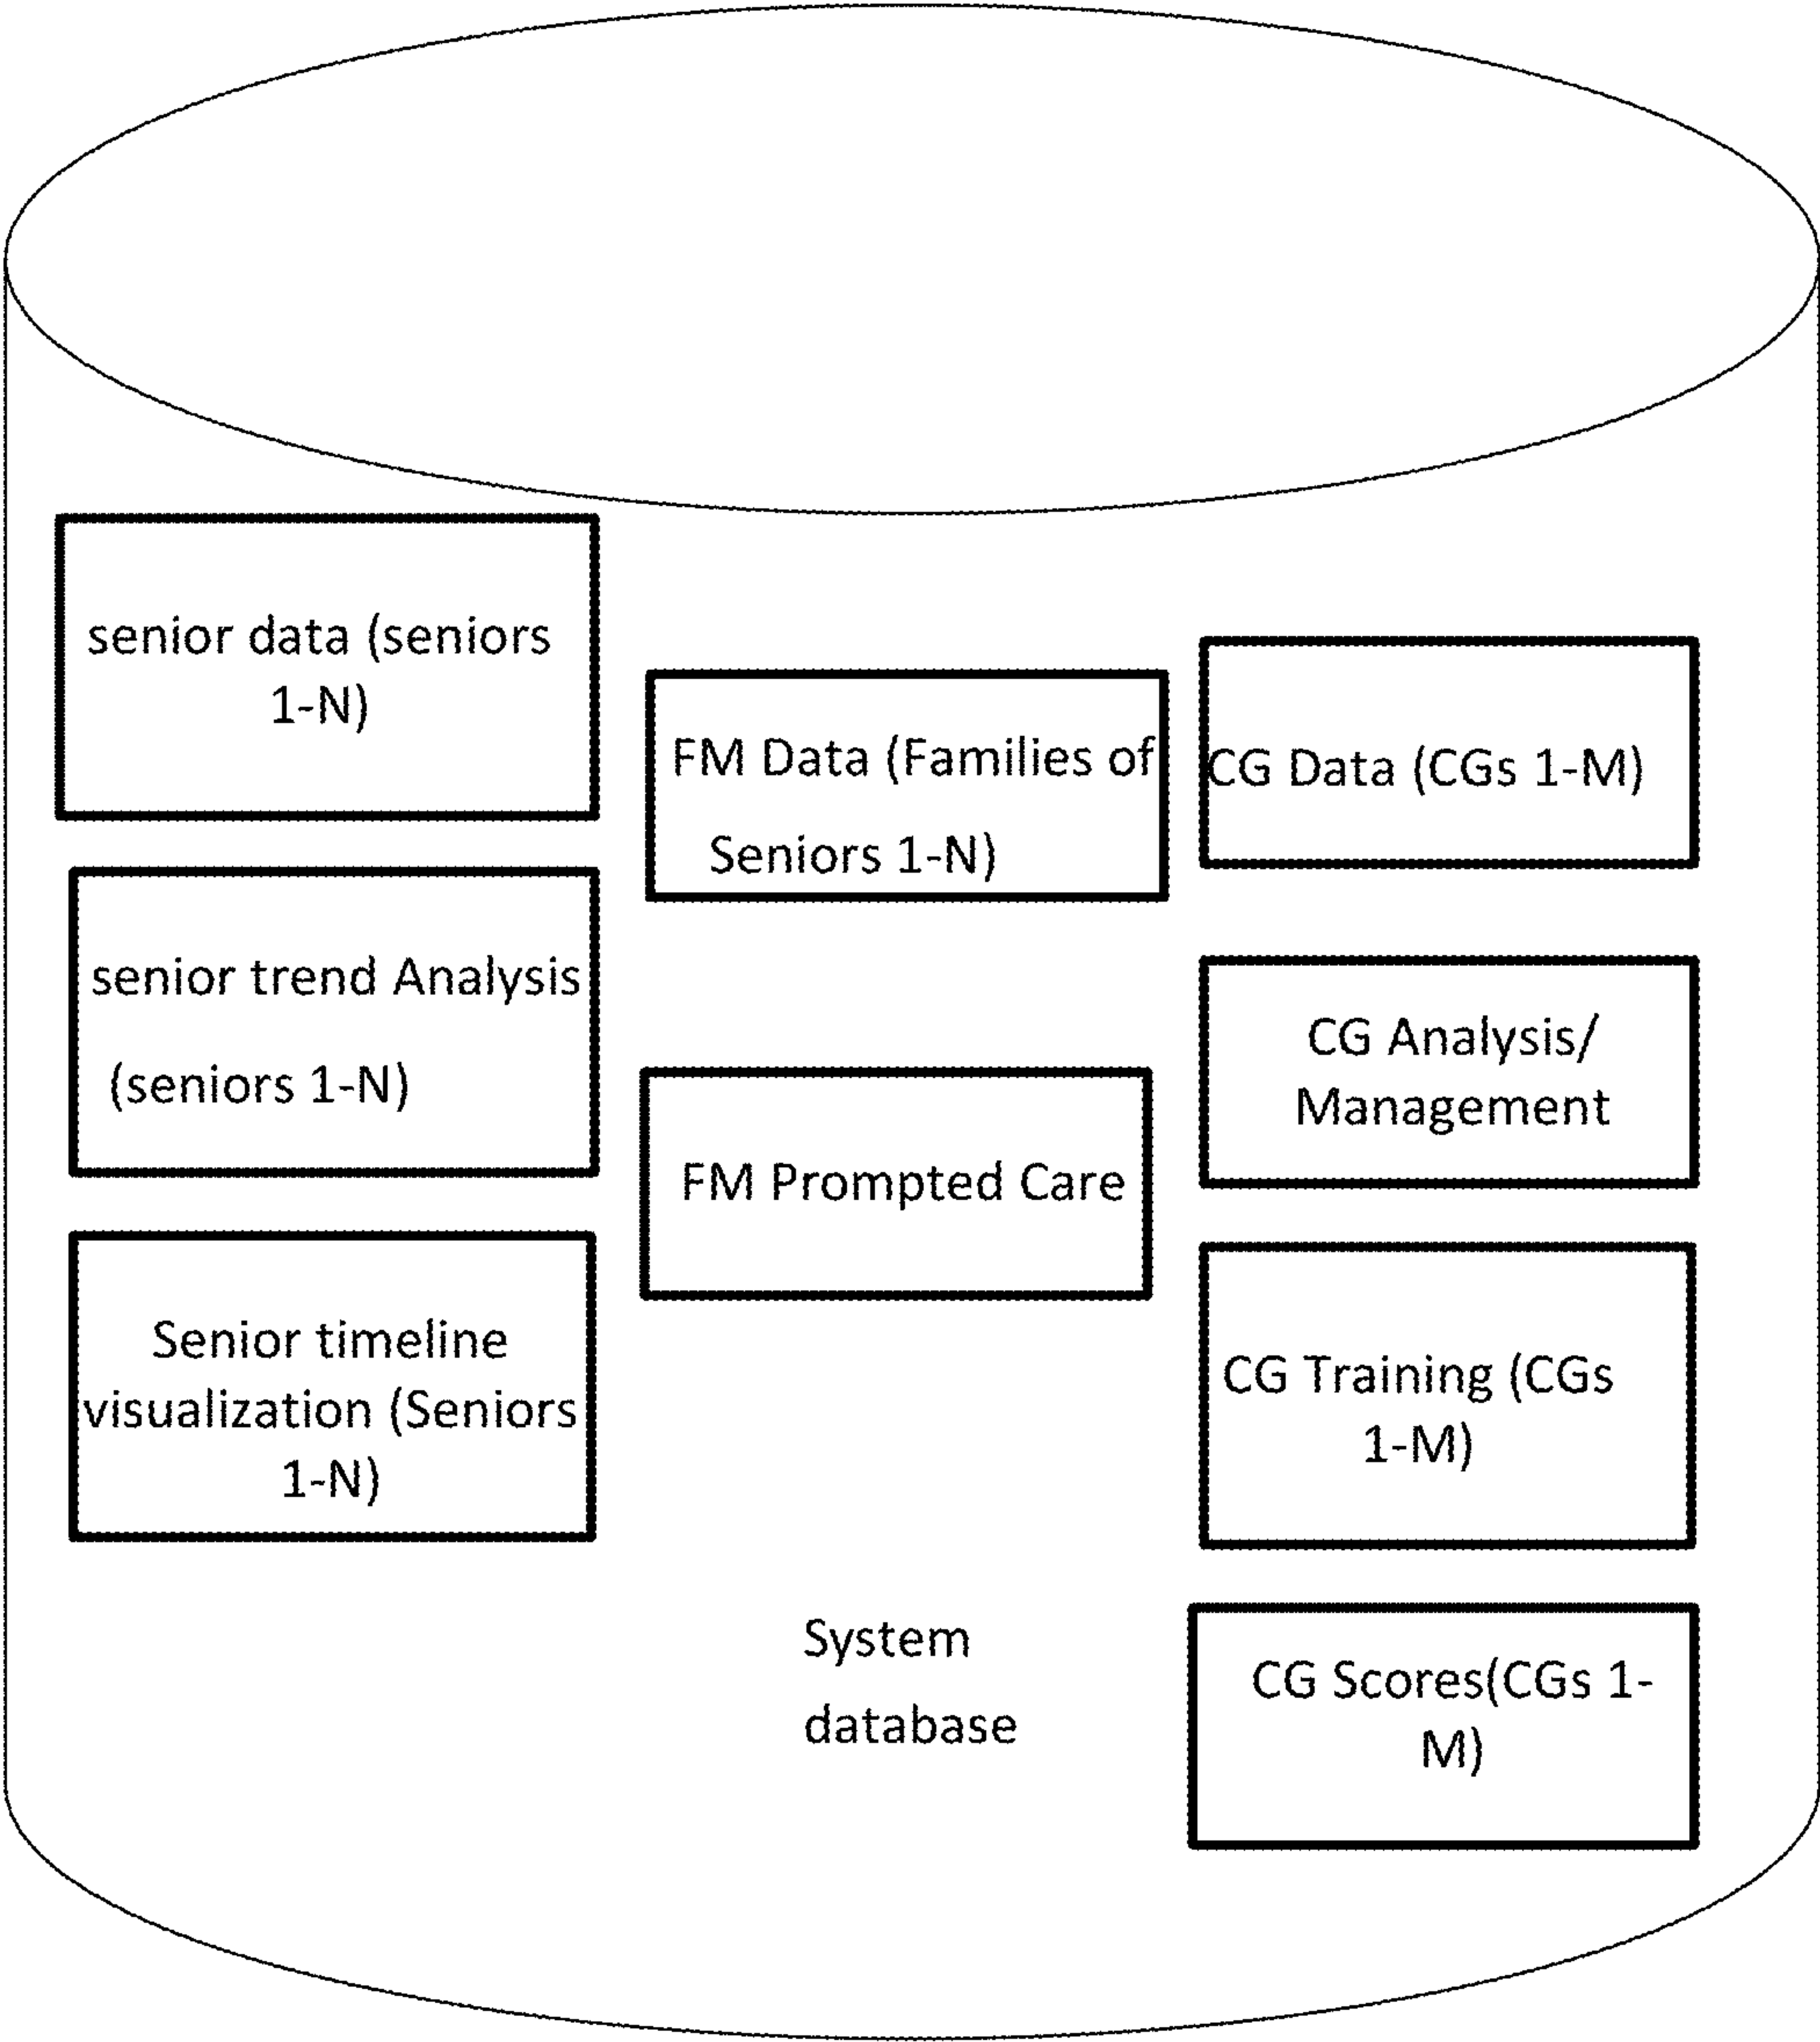 senior data (seniors
1-N)
senior trend Analysis
(seniors 1-N)
Senior timeline
visualization (Seniors
1-N)
FM Data (Families of
Seniors 1-N)
FM Prompted Care
System
database
CG Data (CGs 1-M)
CG Analysis/
Management
CG Training (CGs
1-M)
CG Scores(CGs 1-
M)